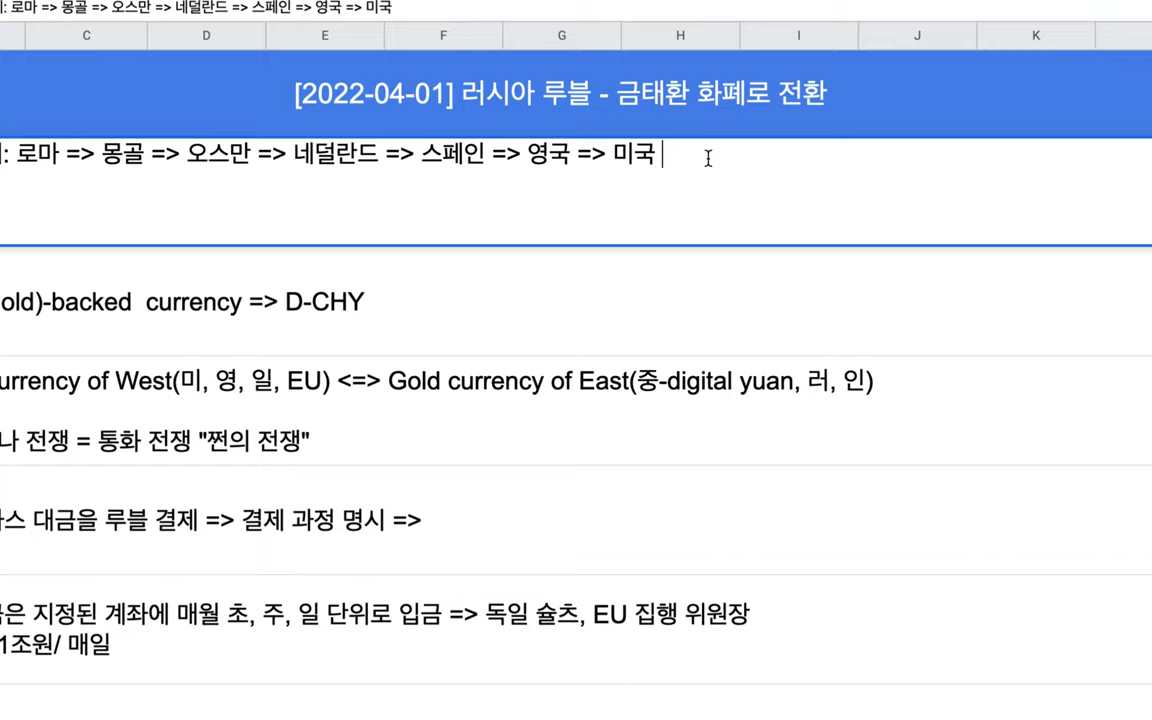 : 로마 => 몽골 => 오스만 => 네덜란드 => 스페인 => 영국 => 미국
C D E F G H I J K
[2022-04-01] 러시아 루블 - 금태환 화폐로 전환
: 로마 => 몽골 => 오스만 => 네덜란드 => 스페인 => 영국 => 미국
old)-backed currency => D-CHY
urrency of West(미, 영, 일, EU) <=> Gold currency of East(중-digital yuan, 러, 인)
나 전쟁 = 통화 전쟁 "쩐의 전쟁"
스 대금을 루블 결제 => 결제 과정 명시 =>
은 지정된 계좌에 매월 초, 주, 일 단위로 입금 => 독일 슐츠, EU 집행 위원장
1조원/ 매일